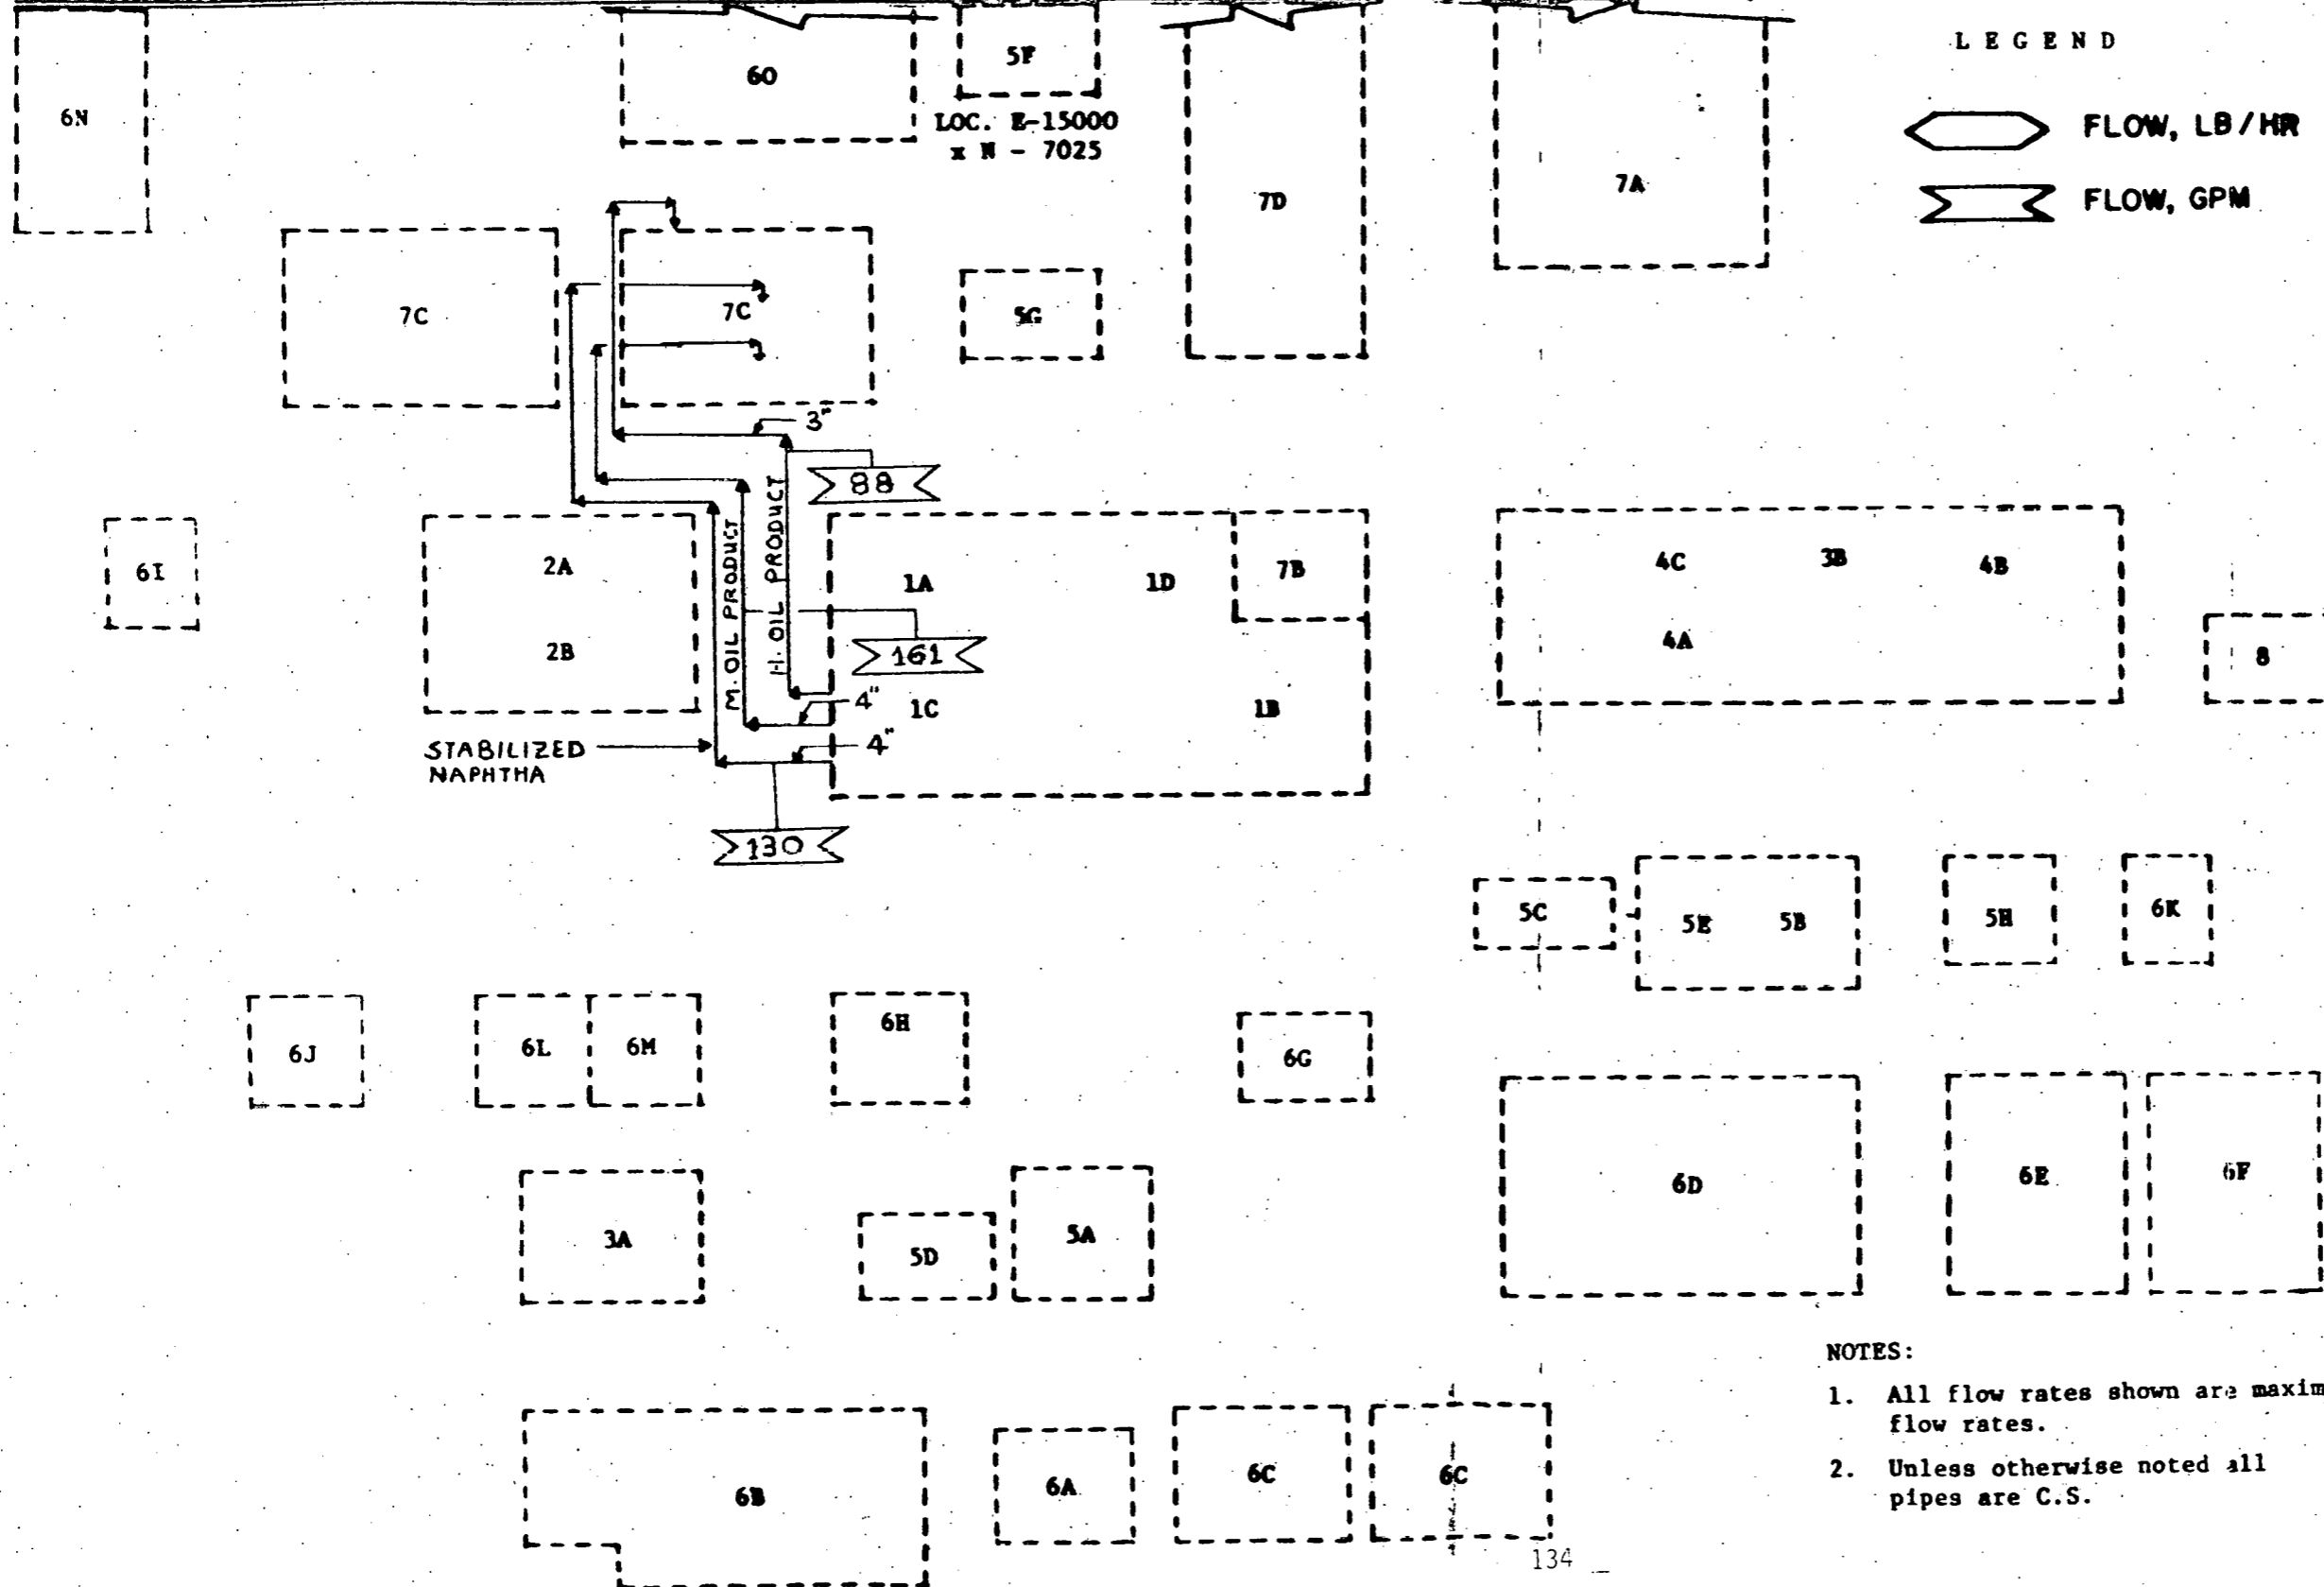 L E G E N D
FLOW, LB/HR
FLOW, GPM
6N
6O
5F
LOC. E-15000
x N - 7025
7D
7A
7C
7C
5G
3"
88
6I
2A
2B
M. OIL PRODUCT
H. OIL PRODUCT
1A
1D
7B
161
4"
1C
1B
4"
STABILIZED
NAPHTHA
130
4C
3B
4B
4A
8
5C
5E
5B
5H
6K
6J
6L
6M
6H
6G
6D
6E
6F
3A
5D
5A
6B
6A
6C
6C
NOTES:
1. All flow rates shown are maxim
flow rates.
2. Unless otherwise noted all
pipes are C.S.
134